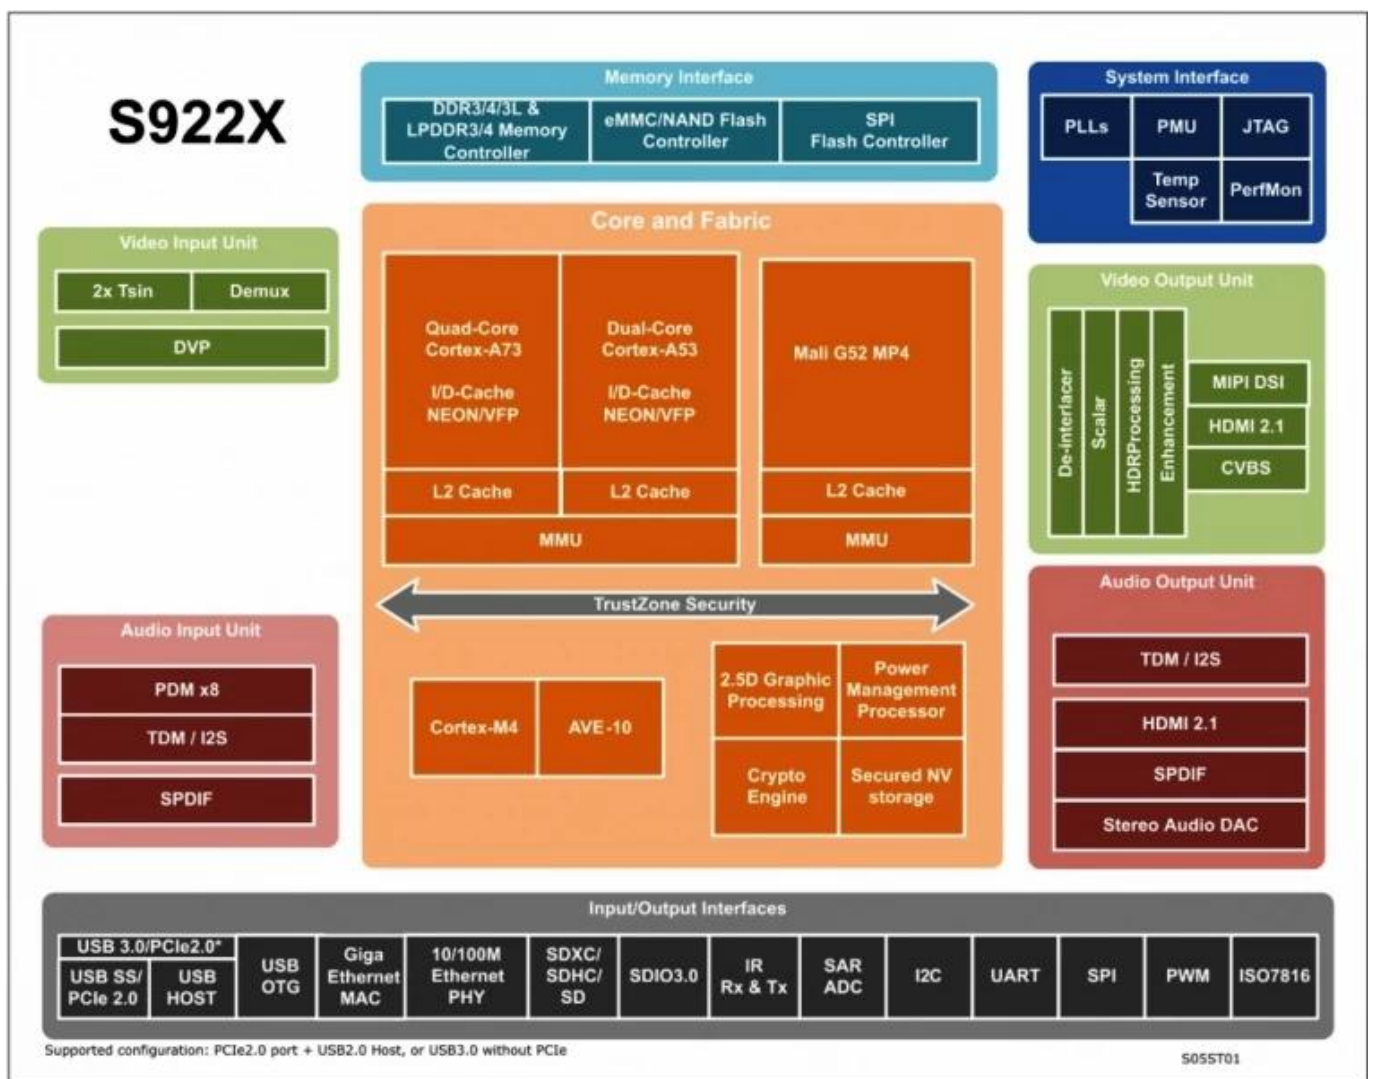 S922X
Memory Interface
DDR3/4/3L &
LPDDR3/4 Memory
Controller
eMMC/NAND Flash
Controller
SPI
Flash Controller
System Interface
PLLs
PMU
JTAG
Temp
Sensor
PerfMon
Video Input Unit
2x Tsin
Demux
DVP
Core and Fabric
Quad-Core
Cortex-A73
I/D-Cache
NEON/VFP
Dual-Core
Cortex-A53
I/D-Cache
NEON/VFP
Mali G52 MP4
L2 Cache
L2 Cache
L2 Cache
MMU
MMU
TrustZone Security
Cortex-M4
AVE-10
2.5D Graphic
Processing
Power
Management
Processor
Crypto
Engine
Secured NV
storage
Video Output Unit
De-interlacer
Scalar
HDRProcessing
Enhancement
MIPI DSI
HDMI 2.1
CVBS
Audio Input Unit
PDM x8
TDM / I2S
SPDIF
Audio Output Unit
TDM / I2S
HDMI 2.1
SPDIF
Stereo Audio DAC
Input/Output Interfaces
USB 3.0/PCIe2.0*
USB SS/
PCIe 2.0
USB
HOST
USB
OTG
Giga
Ethernet
MAC
10/100M
Ethernet
PHY
SDXC/
SDHC/
SD
SDIO3.0
IR
Rx & Tx
SAR
ADC
I2C
UART
SPI
PWM
ISO7816
Supported configuration: PCIe2.0 port + USB2.0 Host, or USB3.0 without PCIe
S05ST01